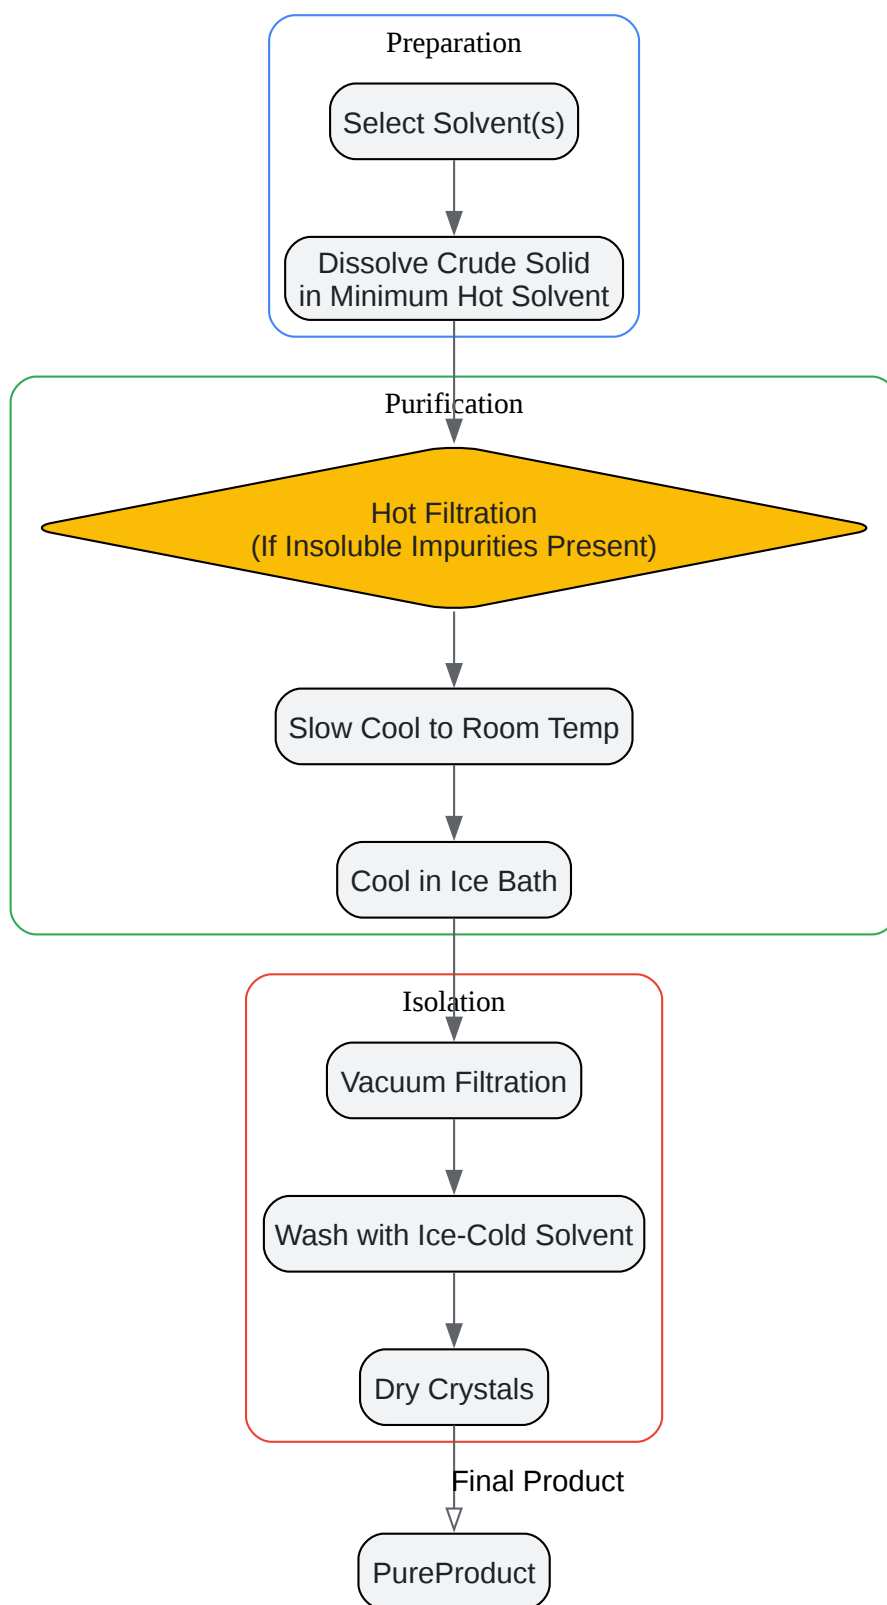 Preparation
Select Solvent(s)
Dissolve Crude Solid
in Minimum Hot Solvent
Purification
Hot Filtration
(If Insoluble Impurities Present)
Slow Cool to Room Temp
Cool in Ice Bath
Isolation
Vacuum Filtration
Wash with Ice-Cold Solvent
Dry Crystals
Final Product
PureProduct